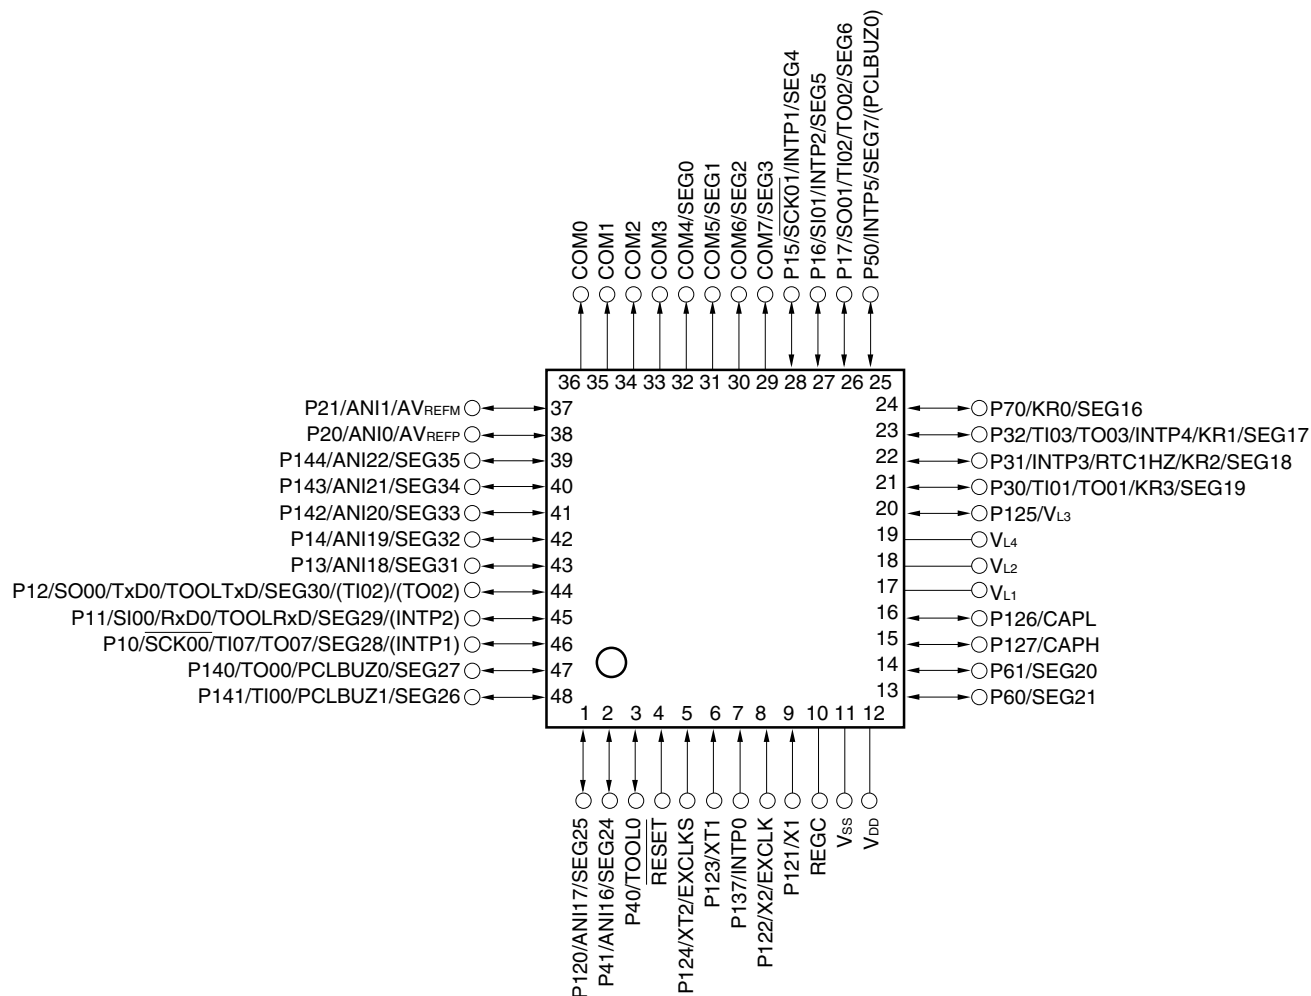 COM0
COM1
COM2
COM3
COM4/SEG0
COM5/SEG1
COM6/SEG2
COM7/SEG3
P15/SCK01/INTP1/SEG4
P16/SI01/INTP2/SEG5
P17/SO01/TI02/TO02/SEG6
P50/INTP5/SEG7/(PCLBUZ0)
36 35 34 33 32 31 30 29 28 27 26 25
P21/ANI1/AVREFM 37
P20/ANI0/AVREFP 38
P144/ANI22/SEG35 39
P143/ANI21/SEG34 40
P142/ANI20/SEG33 41
P14/ANI19/SEG32 42
P13/ANI18/SEG31 43
P12/SO00/TxD0/TOOLTxD/SEG30/(TI02)/(TO02) 44
P11/SI00/RxD0/TOOLRxD/SEG29/(INTP2) 45
P10/SCK00/TI07/TO07/SEG28/(INTP1) 46
P140/TO00/PCLBUZ0/SEG27 47
P141/TI00/PCLBUZ1/SEG26 48
24 P70/KR0/SEG16
23 P32/TI03/TO03/INTP4/KR1/SEG17
22 P31/INTP3/RTC1HZ/KR2/SEG18
21 P30/TI01/TO01/KR3/SEG19
20 P125/VL3
19 VL4
18 VL2
17 VL1
16 P126/CAPL
15 P127/CAPH
14 P61/SEG20
13 P60/SEG21
1 2 3 4 5 6 7 8 9 10 11 12
P120/ANI17/SEG25
P41/ANI16/SEG24
P40/TOOL0
RESET
P124/XT2/EXCLKS
P123/XT1
P137/INTP0
P122/X2/EXCLK
P121/X1
REGC
VSS
VDD